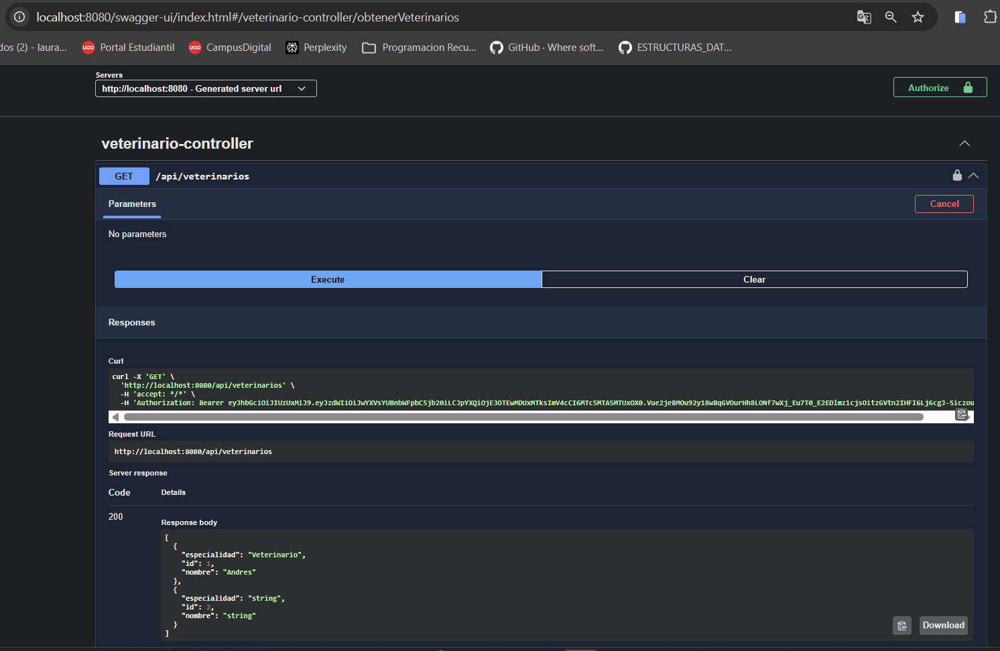 localhost:8080/swagger-ui/index.html#/veterinario-controller/obtenerVeterinarios
dos (2) - laura... uao Portal Estudiantil uao CampusDigital Perplexity Programacion Recu... GitHub · Where soft... ESTRUCTURAS_DAT...
Servers
http://localhost:8080 - Generated server url
Authorize
veterinario-controller
GET /api/veterinarios
Parameters
Cancel
No parameters
Execute
Clear
Responses
Curl
curl -X 'GET' \
'http://localhost:8080/api/veterinarios' \
-H 'accept: */*' \
-H 'Authorization: Bearer
Request URL
http://localhost:8080/api/veterinarios
Server response
Code Details
200
Response body
[
{
"especialidad": "Veterinario",
"id": 1,
"nombre": "Andres"
},
{
"especialidad": "string",
"id": 2,
"nombre": "string"
}
]
Download